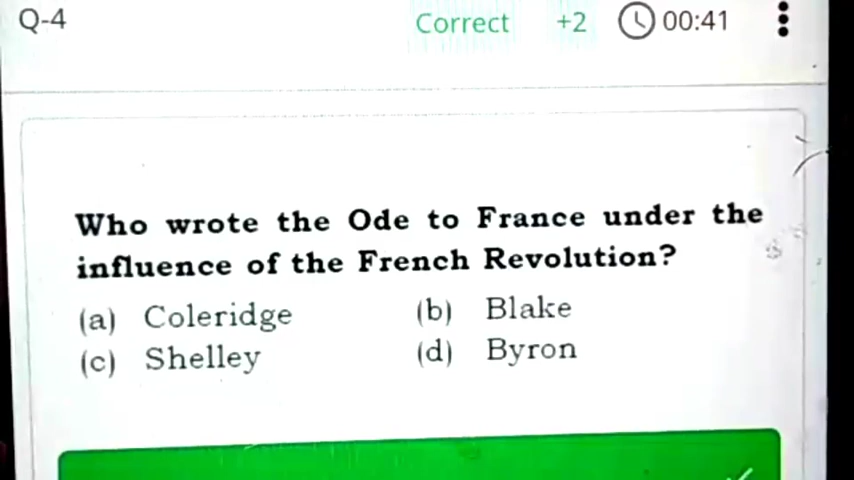 Q-4 Correct +2 00:41
Who wrote the Ode to France under the
influence of the French Revolution?
(a) Coleridge (b) Blake
(c) Shelley (d) Byron